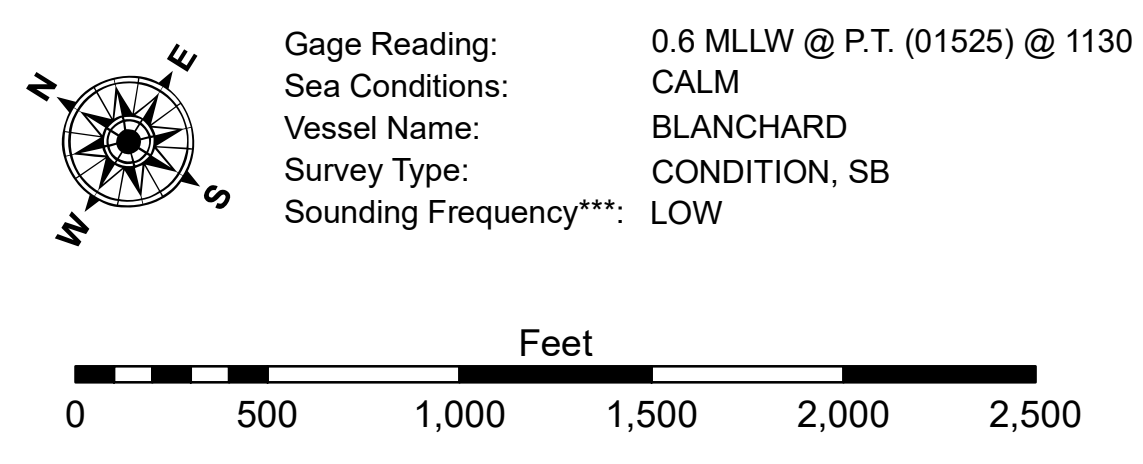 N
E
S
W
Gage Reading: 0.6 MLLW @ P.T. (01525) @ 1130
Sea Conditions: CALM
Vessel Name: BLANCHARD
Survey Type: CONDITION, SB
Sounding Frequency***: LOW
Feet
0 500 1,000 1,500 2,000 2,500